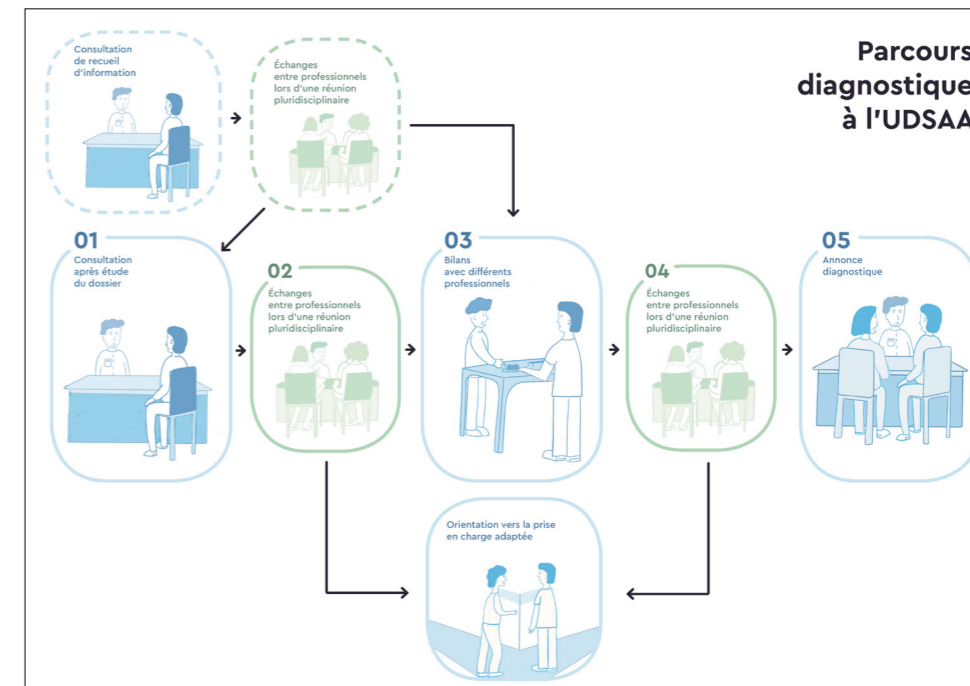 Parcours
diagnostique
à l'UDSAA
Consultation
de recueil
d'information
Échanges
entre professionnels
lors d'une réunion
pluridisciplinaire
01
Consultation
après étude
du dossier
02
Échanges
entre professionnels
lors d'une réunion
pluridisciplinaire
03
Bilans
avec différents
professionnels
04
Échanges
entre professionnels
lors d'une réunion
pluridisciplinaire
05
Annonce
diagnostique
Orientation vers la prise
en charge adaptée